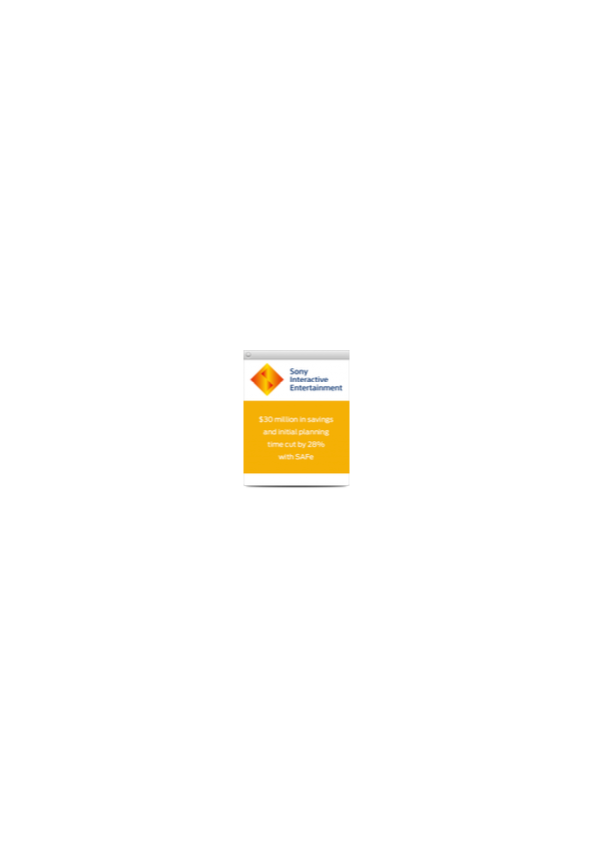 Sony
Interactive
Entertainment
$30 million in savings
and initial planning
time cut by 28%
with SAFe